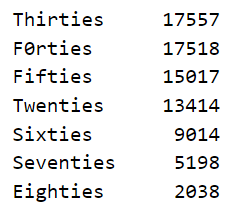 Thirties 17557
F0rties 17518
Fifties 15017
Twenties 13414
Sixties 9014
Seventies 5198
Eighties 2038